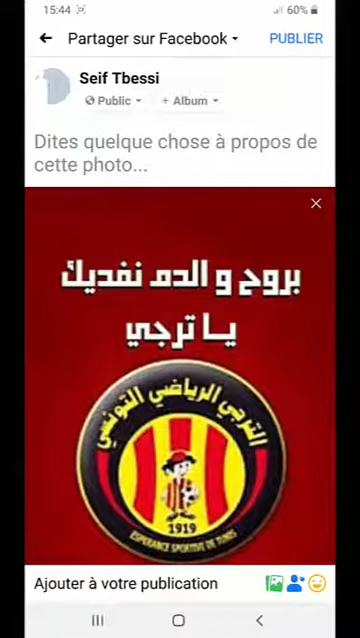 15:44
60%
Partager sur Facebook
PUBLIER
Seif Tbessi
Public
+ Album
Dites quelque chose à propos de
cette photo...
بروح و الدم نفديك
يا ترجي
الترجي الرياضي التونسي
1919
ESPERANCE SPORTIVE DE TUNIS
Ajouter à votre publication